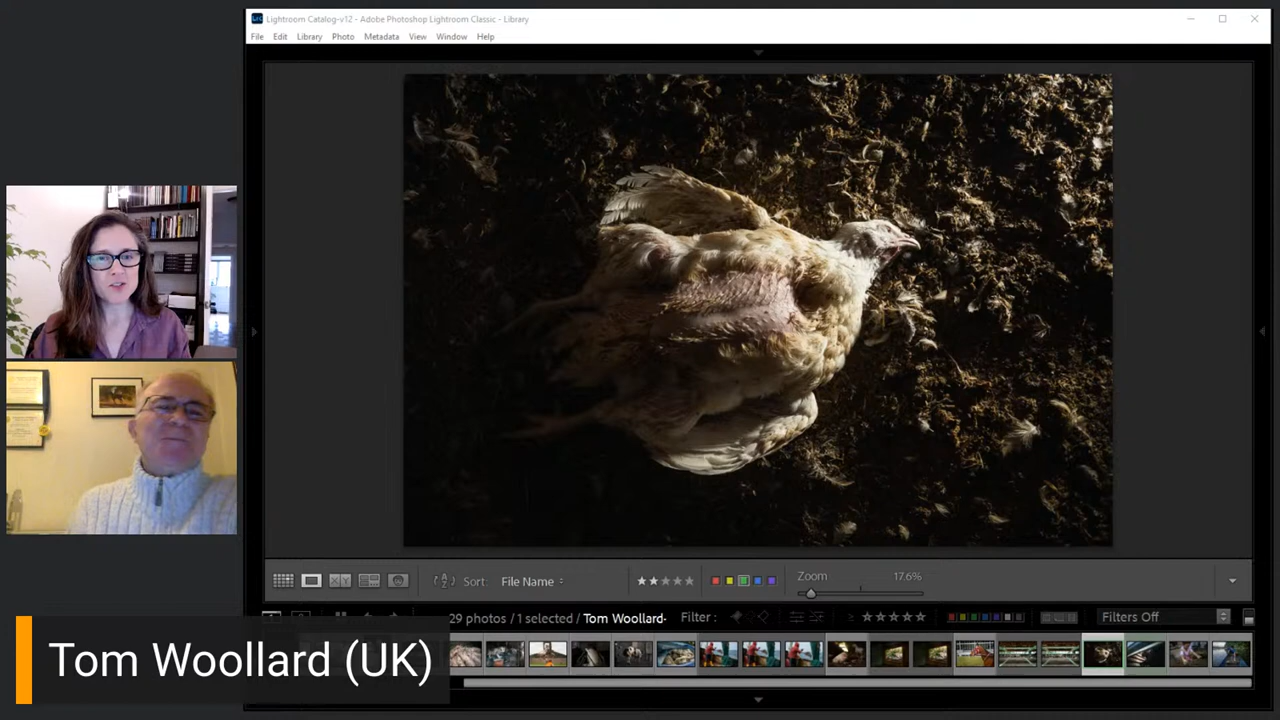 Lightroom Catalog-v12 - Adobe Photoshop Lightroom Classic - Library
File Edit Library Photo Metadata View Window Help
Sort: File Name
Zoom 17.6%
29 photos / 1 selected / Tom Woollard-
Filter :
Filters Off
Tom Woollard (UK)